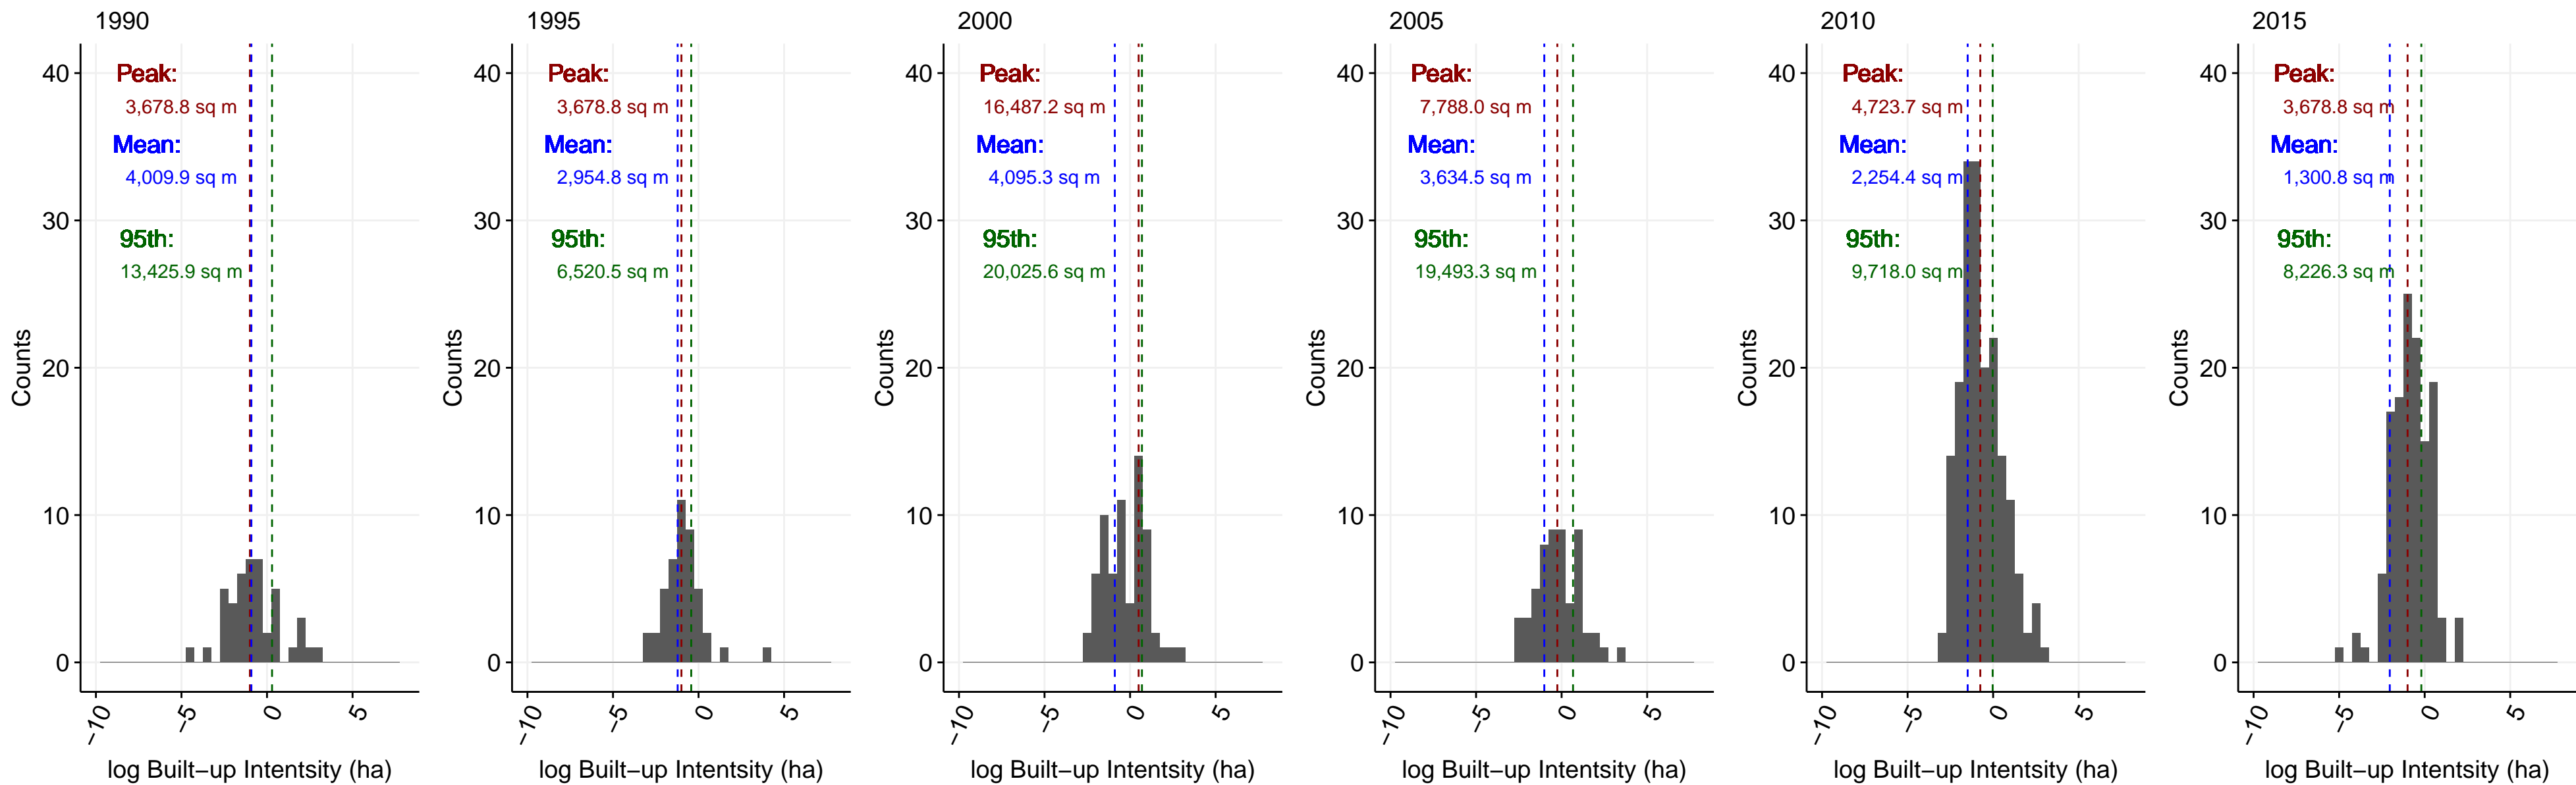 1990
40
30
20
10
0
Counts
Peak:
3,678.8 sq m
Mean:
4,009.9 sq m
95th:
13,425.9 sq m
−10
−5
0
5
log Built−up Intentsity (ha)
1995
40
30
20
10
0
Counts
Peak:
3,678.8 sq m
Mean:
2,954.8 sq m
95th:
6,520.5 sq m
−10
−5
0
5
log Built−up Intentsity (ha)
2000
40
30
20
10
0
Counts
Peak:
16,487.2 sq m
Mean:
4,095.3 sq m
95th:
20,025.6 sq m
−10
−5
0
5
log Built−up Intentsity (ha)
2005
40
30
20
10
0
Counts
Peak:
7,788.0 sq m
Mean:
3,634.5 sq m
95th:
19,493.3 sq m
−10
−5
0
5
log Built−up Intentsity (ha)
2010
40
30
20
10
0
Counts
Peak:
4,723.7 sq m
Mean:
2,254.4 sq m
95th:
9,718.0 sq m
−10
−5
0
5
log Built−up Intentsity (ha)
2015
40
30
20
10
0
Counts
Peak:
3,678.8 sq m
Mean:
1,300.8 sq m
95th:
8,226.3 sq m
−10
−5
0
5
log Built−up Intentsity (ha)